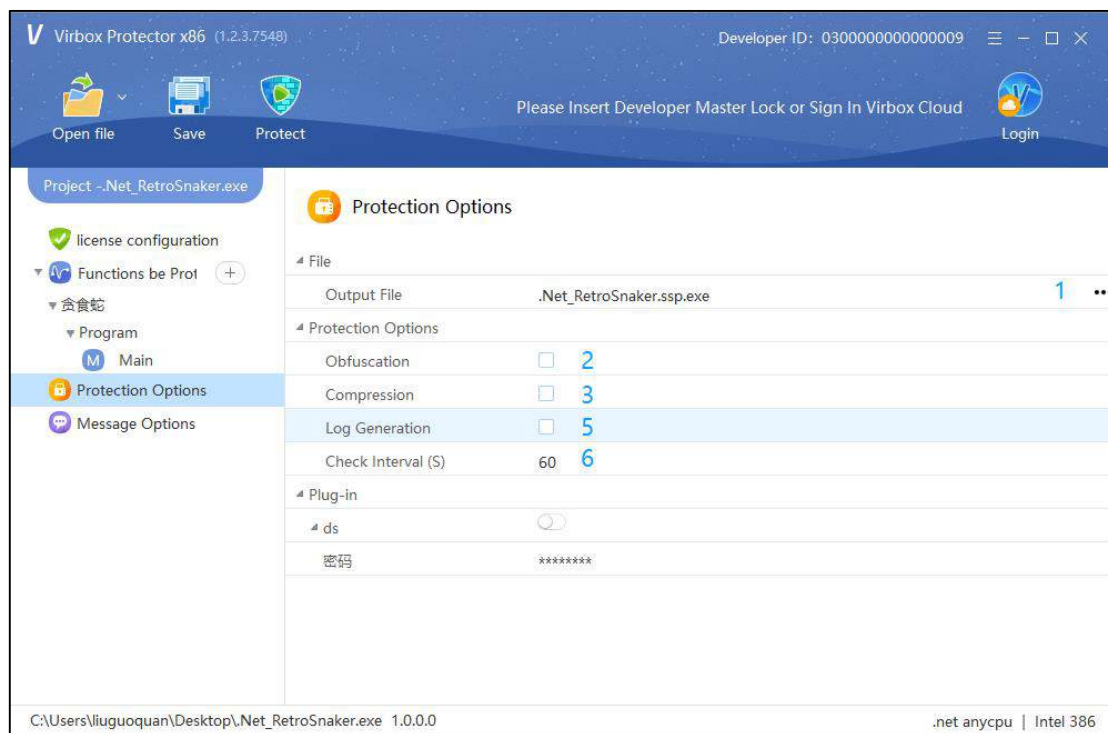 V Virbox Protector x86 (1.2.3.7548)
Developer ID: 0300000000000009
Open file
Save
Protect
Please Insert Developer Master Lock or Sign In Virbox Cloud
Login
Project -.Net_RetroSnaker.exe
license configuration
Functions be Prot
贪食蛇
Program
M Main
Protection Options
Message Options
Protection Options
File
Output File .Net_RetroSnaker.ssp.exe 1 ••
Protection Options
Obfuscation 2
Compression 3
Log Generation 5
Check Interval (S) 60 6
Plug-in
ds
密码 ********
C:\Users\liuguoquan\Desktop\.Net_RetroSnaker.exe 1.0.0.0
.net anycpu | Intel 386